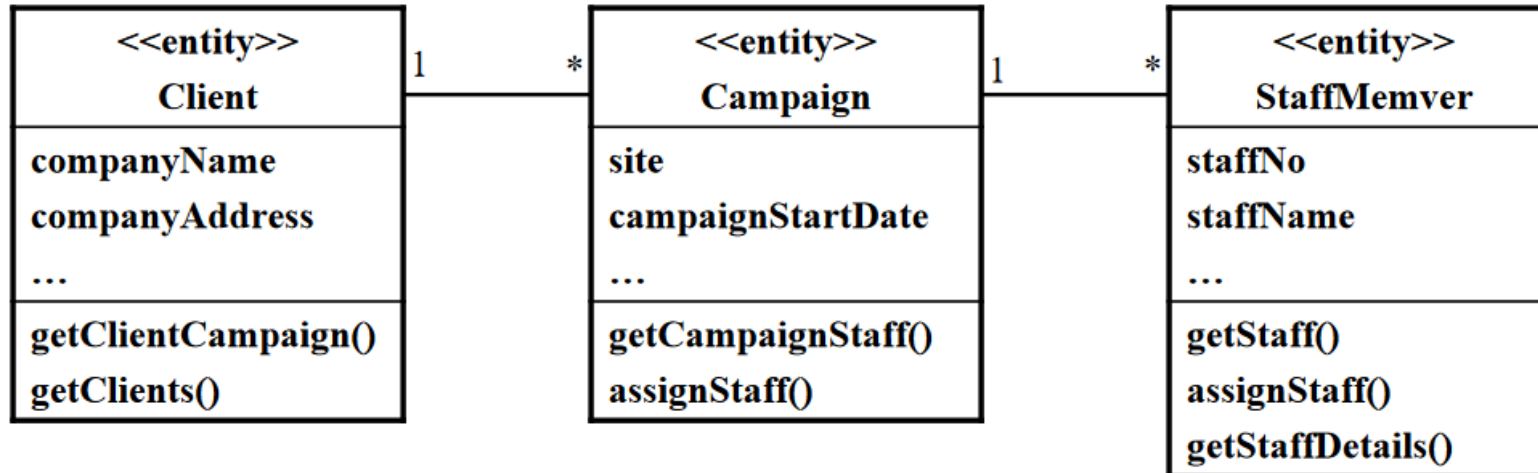 <<entity>>
Client
companyName
companyAddress
…
getClientCampaign()
getClients()
1
*
<<entity>>
Campaign
site
campaignStartDate
…
getCampaignStaff()
assignStaff()
1
*
<<entity>>
StaffMemver
staffNo
staffName
…
getStaff()
assignStaff()
getStaffDetails()